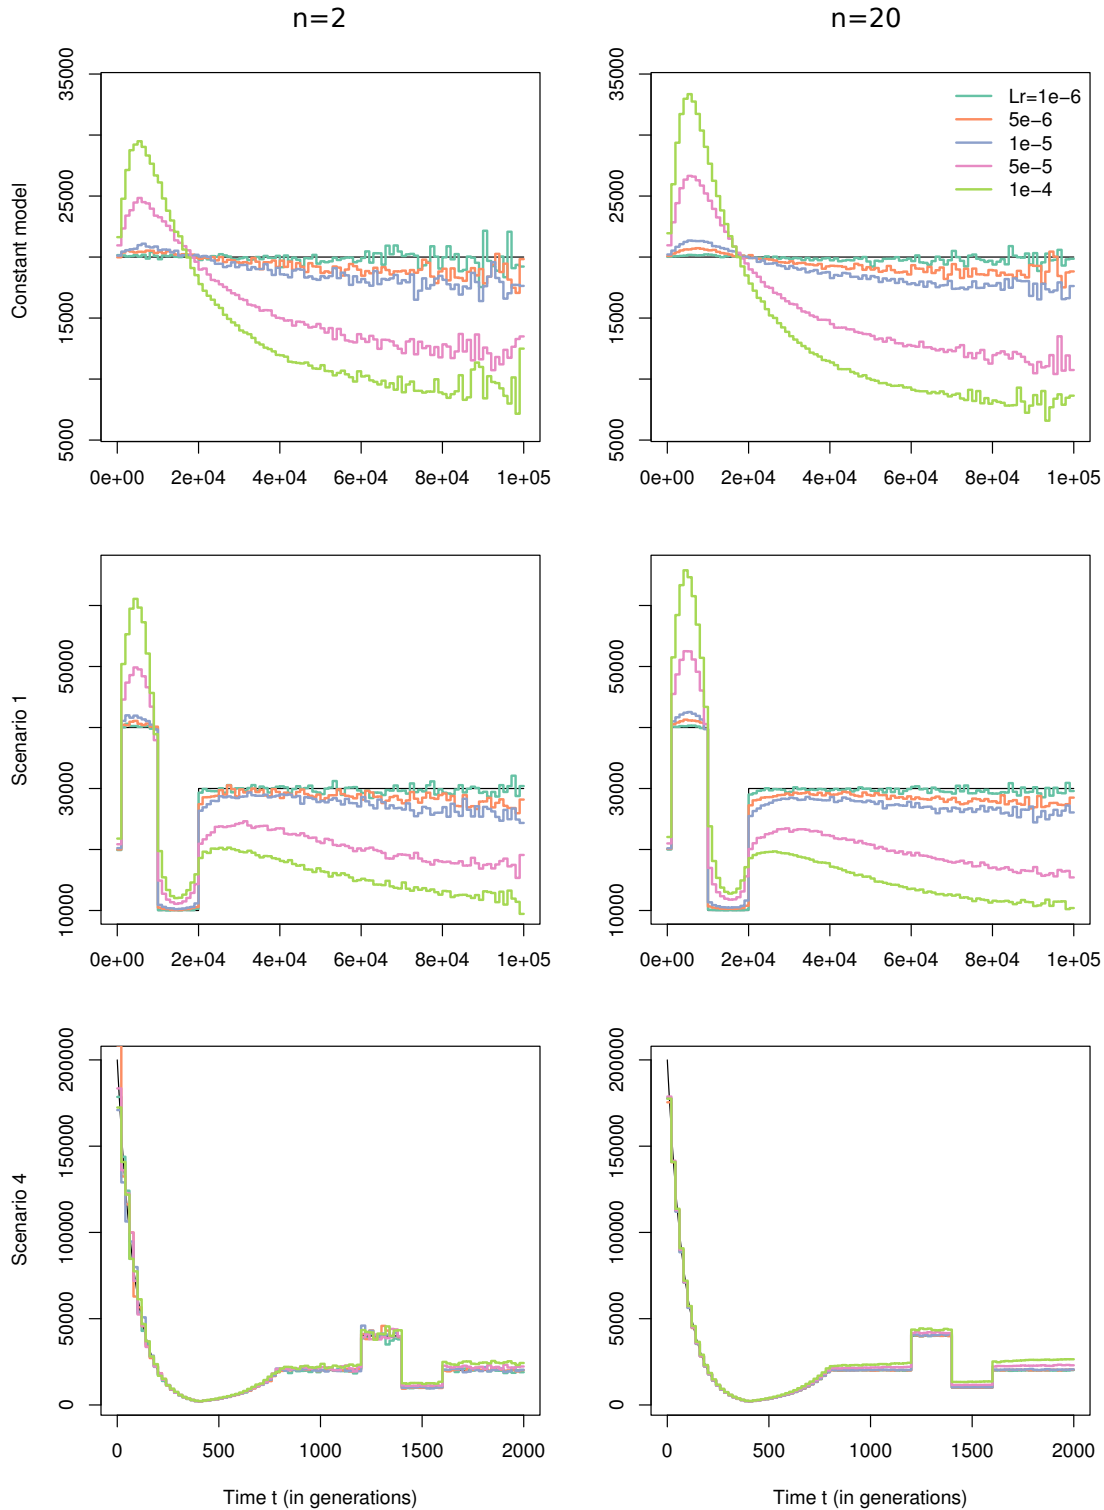 n=2
n=20
Constant model
35000
25000
15000
5000
0e+00 2e+04 4e+04 6e+04 8e+04 1e+05
35000
25000
15000
5000
Lr=1e−6
5e−6
1e−5
5e−5
1e−4
0e+00 2e+04 4e+04 6e+04 8e+04 1e+05
Scenario 1
50000
30000
10000
0e+00 2e+04 4e+04 6e+04 8e+04 1e+05
50000
30000
10000
0e+00 2e+04 4e+04 6e+04 8e+04 1e+05
Scenario 4
200000
150000
100000
50000
0
0 500 1000 1500 2000
Time t (in generations)
200000
150000
100000
50000
0
0 500 1000 1500 2000
Time t (in generations)